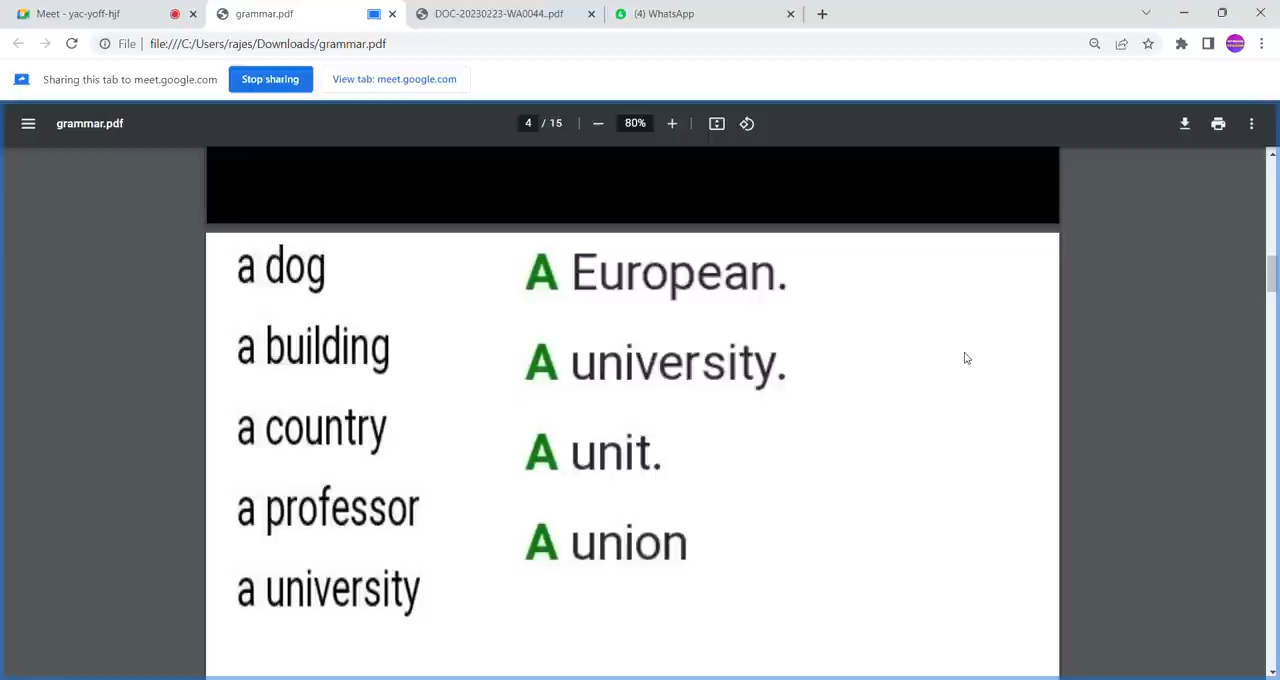 Meet - yac-yoff-hjf
grammar.pdf
DOC-20230223-WA0044_.pdf
(4) WhatsApp
File
file:///C:/Users/rajes/Downloads/grammar.pdf
Sharing this tab to meet.google.com
Stop sharing
View tab: meet.google.com
grammar.pdf
4 / 15
80%
a dog
a building
a country
a professor
a university
A European.
A university.
A unit.
A union